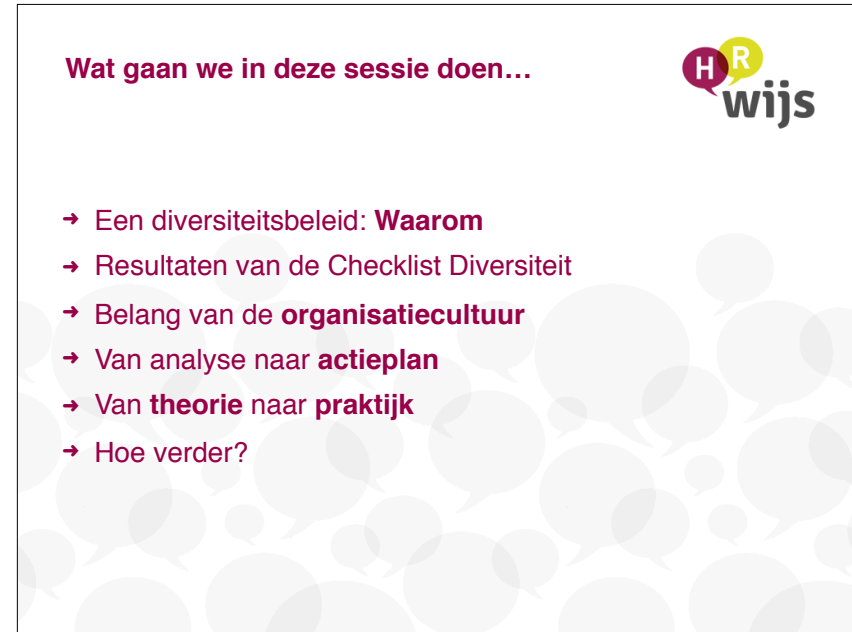 Wat gaan we in deze sessie doen…
HR
wijs
➜ Een diversiteitsbeleid: Waarom
➜ Resultaten van de Checklist Diversiteit
➜ Belang van de organisatiecultuur
➜ Van analyse naar actieplan
➜ Van theorie naar praktijk
➜ Hoe verder?